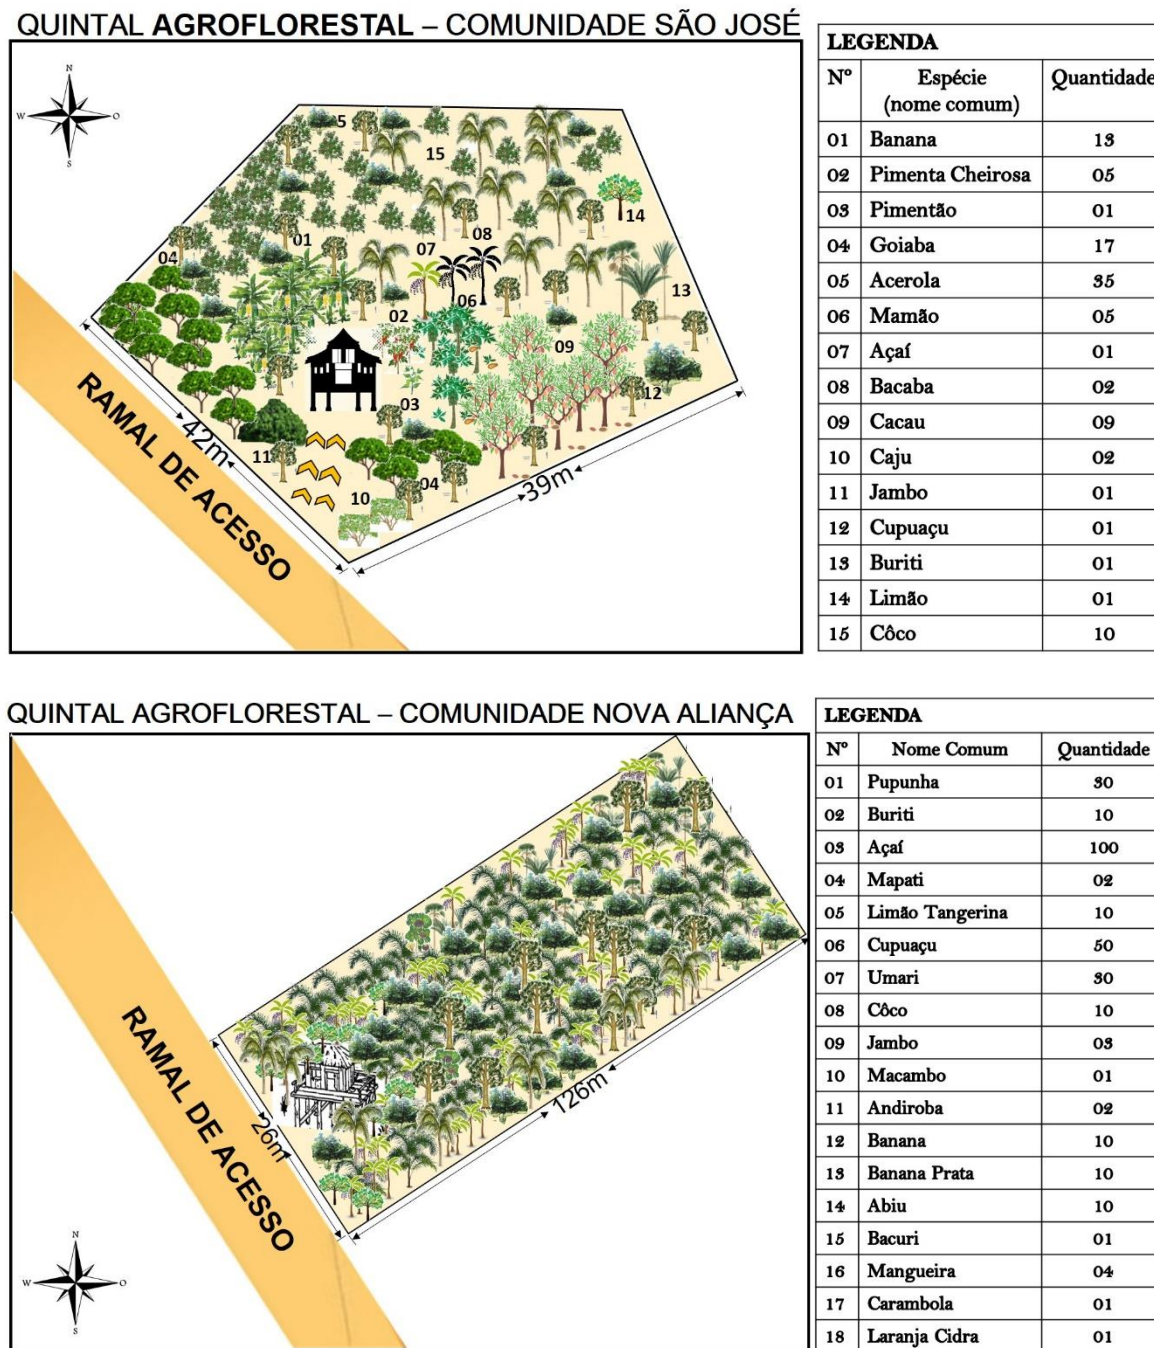 QUINTAL AGROFLORESTAL – COMUNIDADE SÃO JOSÉ
N
W O
S
5
15
14
01
07 08
04
13
06
02
09
12
03
11
04
10
42m
39m
RAMAL DE ACESSO
LEGENDA
Nº Espécie (nome comum) Quantidade
01 Banana 13
02 Pimenta Cheirosa 05
03 Pimentão 01
04 Goiaba 17
05 Acerola 35
06 Mamão 05
07 Açaí 01
08 Bacaba 02
09 Cacau 09
10 Caju 02
11 Jambo 01
12 Cupuaçu 01
13 Buriti 01
14 Limão 01
15 Côco 10
QUINTAL AGROFLORESTAL – COMUNIDADE NOVA ALIANÇA
RAMAL DE ACESSO
26m
126m
N
W O
S
LEGENDA
Nº Nome Comum Quantidade
01 Pupunha 30
02 Buriti 10
03 Açaí 100
04 Mapati 02
05 Limão Tangerina 10
06 Cupuaçu 50
07 Umari 30
08 Côco 10
09 Jambo 03
10 Macambo 01
11 Andiroba 02
12 Banana 10
13 Banana Prata 10
14 Abiu 10
15 Bacuri 01
16 Mangueira 04
17 Carambola 01
18 Laranja Cidra 01